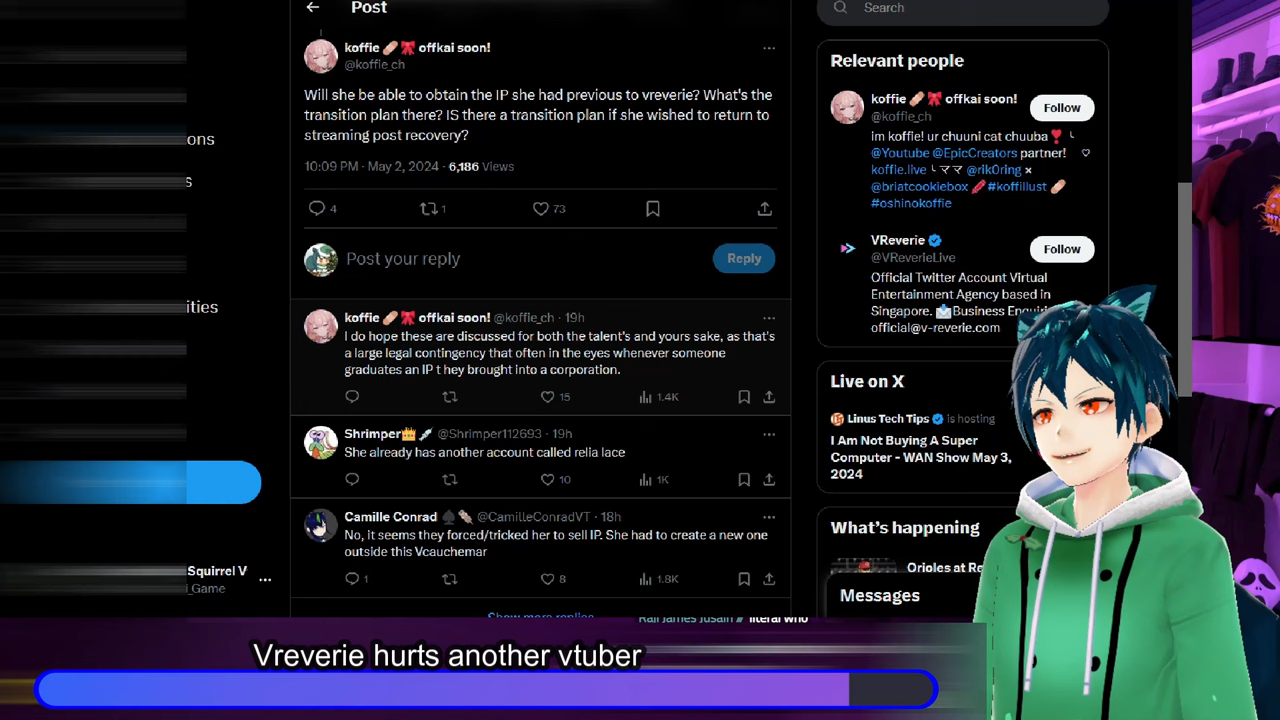 Post
koffie 🩹🎀 offkai soon!
@koffie_ch
Will she be able to obtain the IP she had previous to vreverie? What's the
transition plan there? IS there a transition plan if she wished to return to
streaming post recovery?
10:09 PM · May 2, 2024 · 6,186 Views
4
1
73
Post your reply
Reply
koffie 🩹🎀 offkai soon! @koffie_ch · 19h
I do hope these are discussed for both the talent's and yours sake, as that's
a large legal contingency that often in the eyes whenever someone
graduates an IP they brought into a corporation.
15
1.4K
Shrimper👑💉 @Shrimper112693 · 19h
She already has another account called relia lace
10
1K
Camille Conrad @CamilleConradVT · 18h
No, it seems they forced/tricked her to sell IP. She had to create a new one
outside this Vcauchemar
1
8
1.8K
Show more replies
ons
s
ities
Squirrel V
_Game
Search
Relevant people
koffie 🩹🎀 offkai soon!
@koffie_ch
Follow
im koffie! ur chuuni cat chuuba❣️ ╰
@Youtube @EpicCreators partner! ♡
koffie.live ╰ ママ @rik0ring ×
@briatcookiebox #koffillust 🩹
#oshinokoffie
VReverie
@VReverieLive
Follow
Official Twitter Account Virtual
Entertainment Agency based in
Singapore. 📩Business Enquiri
official@v-reverie.com
Live on X
Linus Tech Tips is hosting
I Am Not Buying A Super
Computer - WAN Show May 3,
2024
What's happening
Orioles at Re
Messages
literal who
Vreverie hurts another vtuber